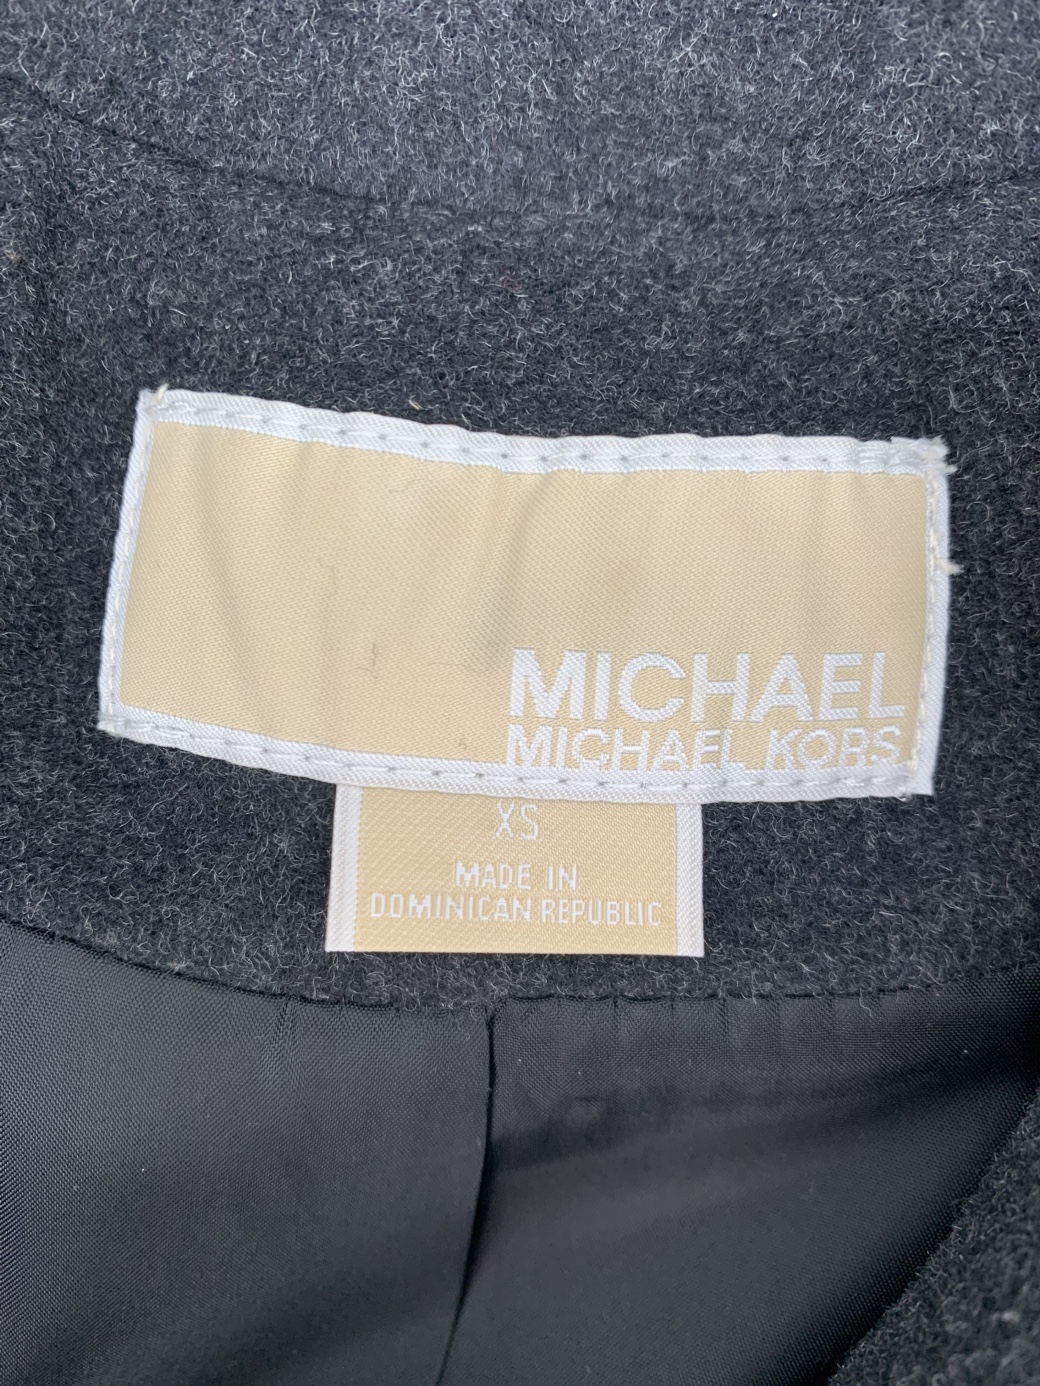 MICHAEL
MICHAEL KORS
XS
MADE IN
DOMINICAN REPUBLIC